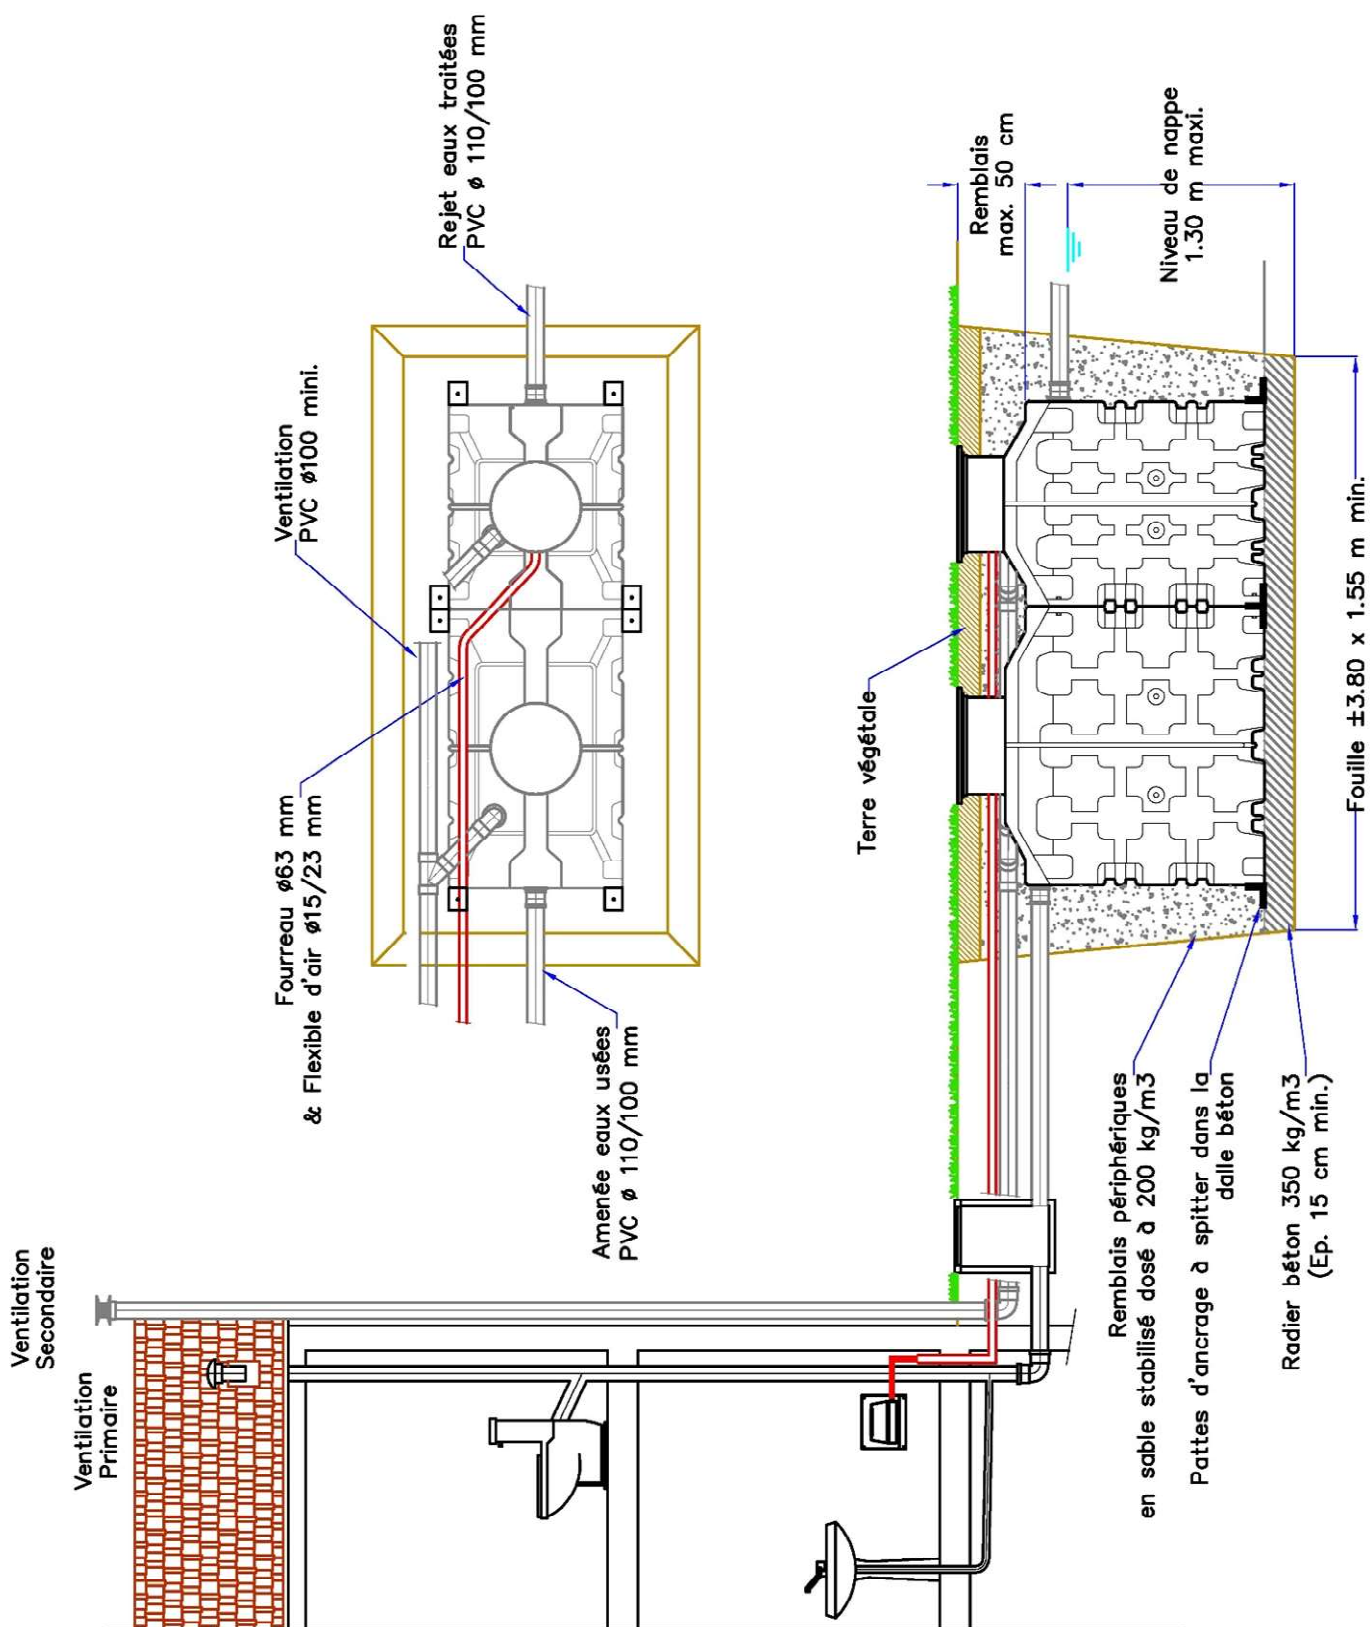 Ventilation
Secondaire
Ventilation
Primaire
Fourreau ø63 mm
& Flexible d'air ø15/23 mm
Ventilation
PVC ø100 mini.
Rejet eaux traitées
PVC ø 110/100 mm
Amenée eaux usées
PVC ø 110/100 mm
Terre végétale
Remblais
max. 50 cm
Niveau de nappe
1.30 m maxi.
Remblais périphériques
en sable stabilisé dosé à 200 kg/m3
Pattes d'ancrage à spitter dans la
dalle béton
Radier béton 350 kg/m3
(Ep. 15 cm min.)
Fouille ±3.80 x 1.55 m min.